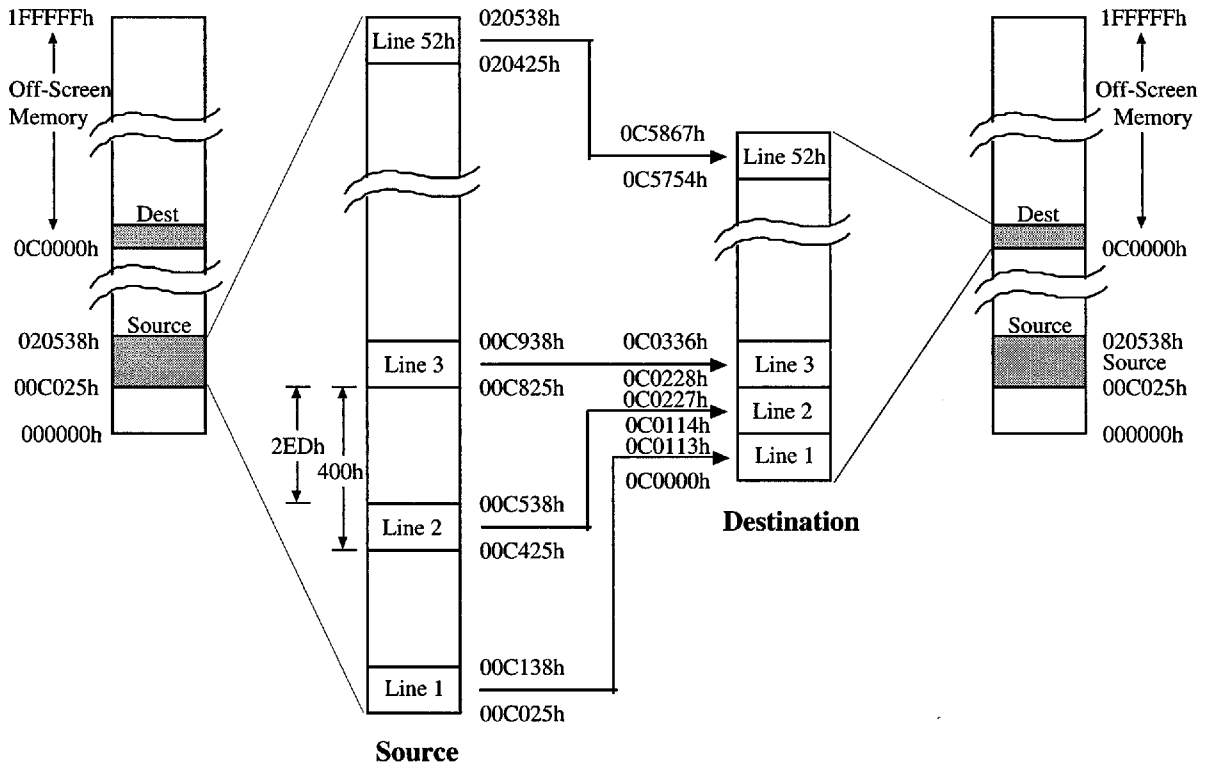 1FFFFFh
Off-Screen
Memory
Dest
0C0000h
Source
020538h
00C025h
000000h
Line 52h
020538h
020425h
Line 3
00C938h
00C825h
2EDh
400h
Line 2
00C538h
00C425h
Line 1
00C138h
00C025h
Source
0C5867h
0C5754h
Line 52h
0C0336h
0C0228h
Line 3
0C0227h
0C0114h
Line 2
0C0113h
0C0000h
Line 1
Destination
1FFFFFh
Off-Screen
Memory
Dest
0C0000h
Source
020538h
Source
00C025h
000000h